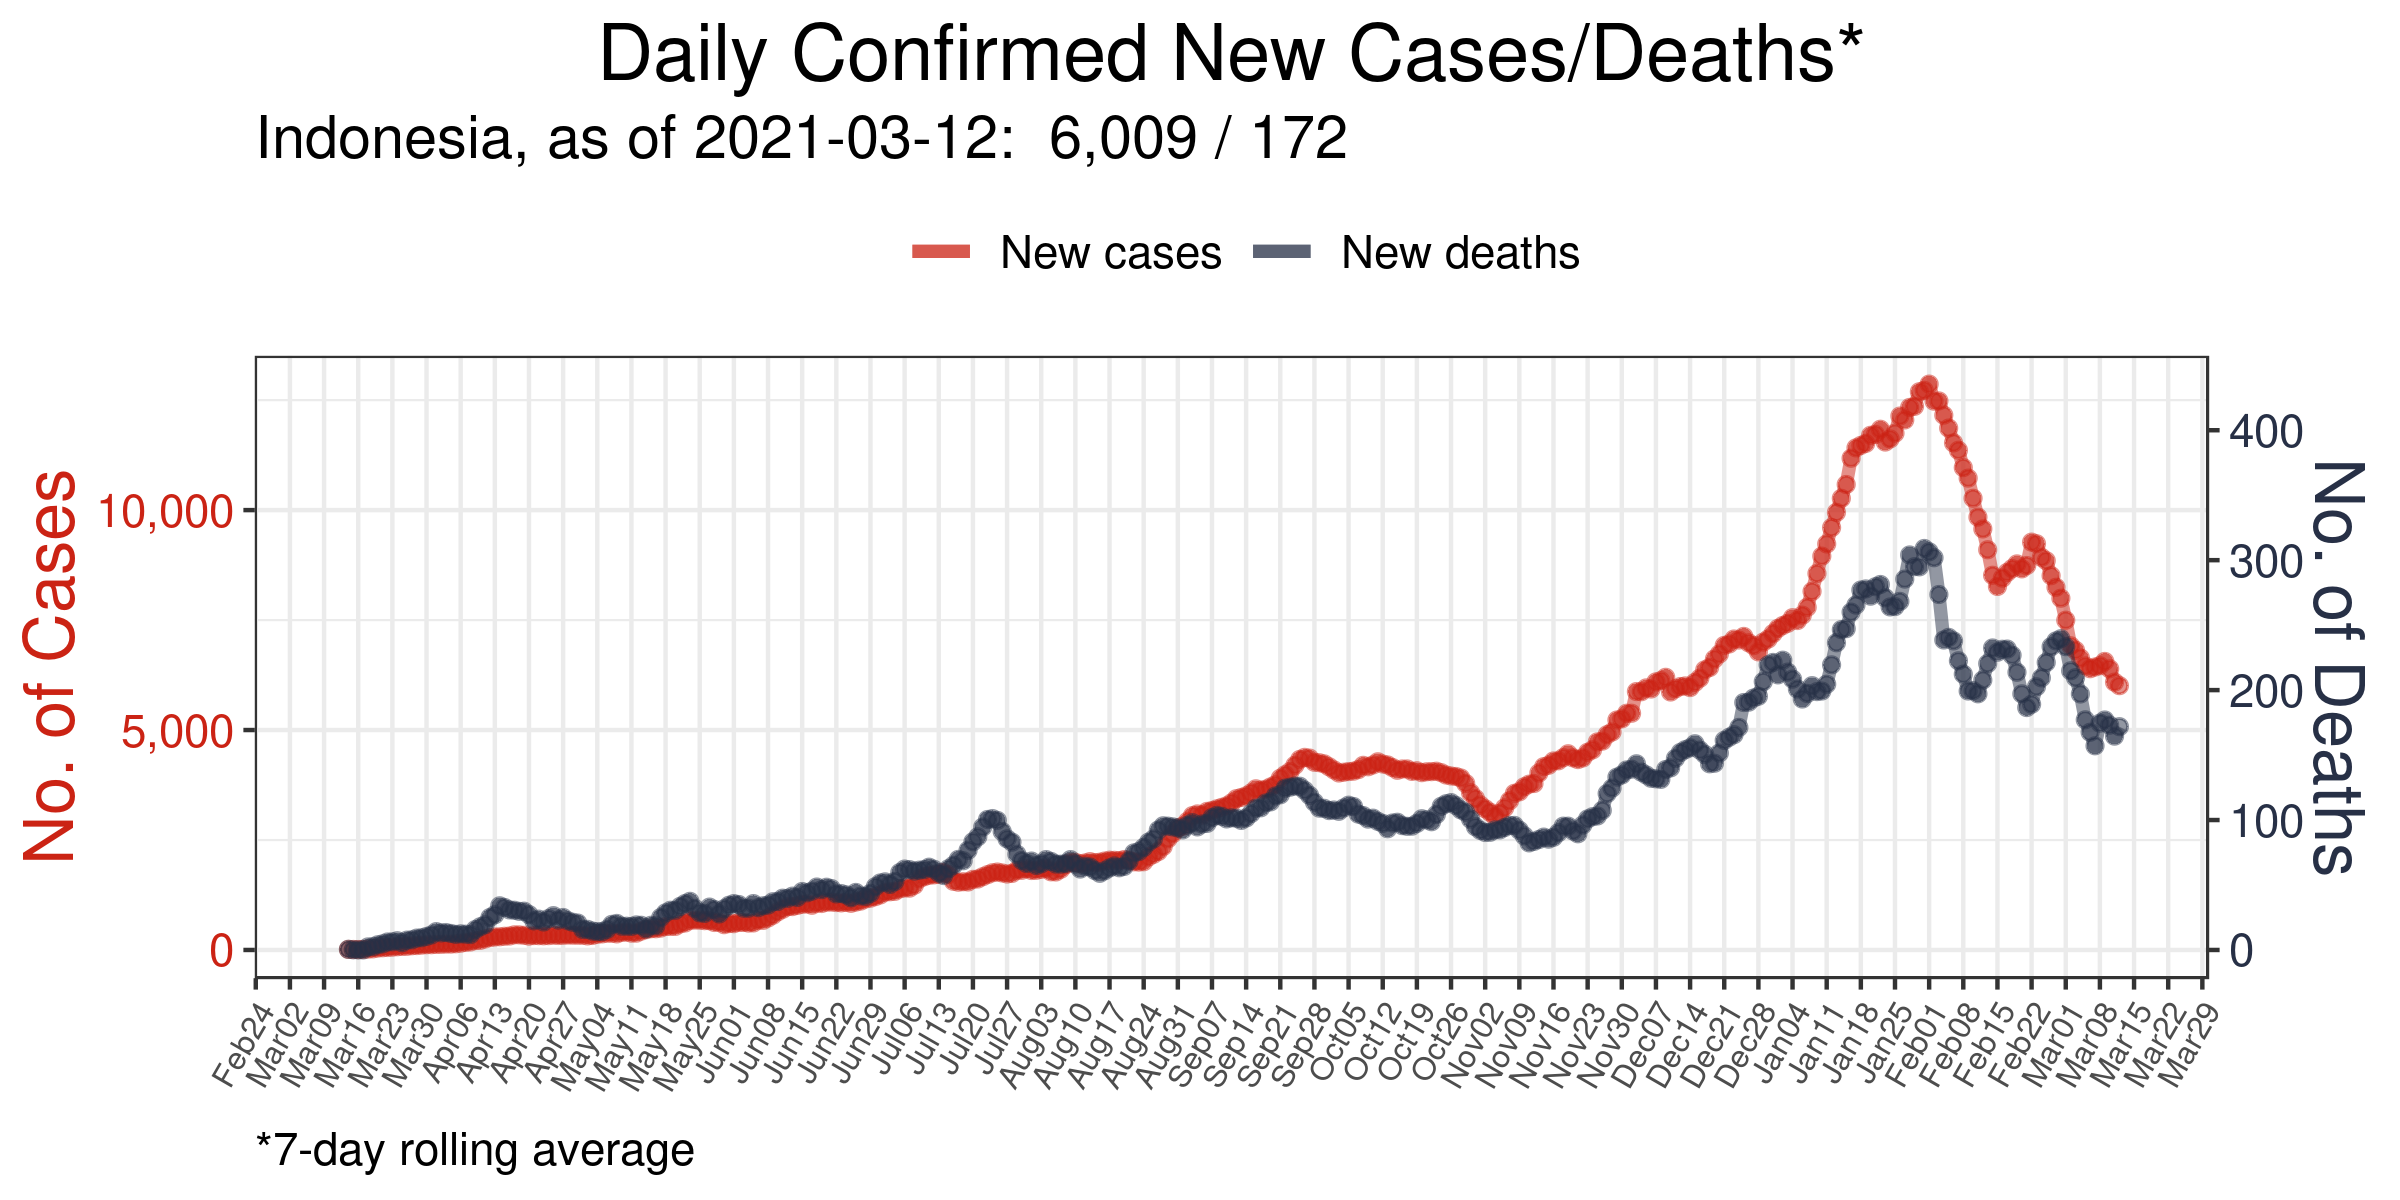 Daily Confirmed New Cases/Deaths*
Indonesia, as of 2021-03-12:  6,009 / 172
New cases New deaths
No. of Cases
10,000
5,000
0
400
300
200
100
0
No. of Deaths
Feb24 Mar02 Mar09 Mar16 Mar23 Mar30 Apr06 Apr13 Apr20 Apr27 May04 May11 May18 May25 Jun01 Jun08 Jun15 Jun22 Jun29 Jul06 Jul13 Jul20 Jul27 Aug03 Aug10 Aug17 Aug24 Aug31 Sep07 Sep14 Sep21 Sep28 Oct05 Oct12 Oct19 Oct26 Nov02 Nov09 Nov16 Nov23 Nov30 Dec07 Dec14 Dec21 Dec28 Jan04 Jan11 Jan18 Jan25 Feb01 Feb08 Feb15 Feb22 Mar01 Mar08 Mar15 Mar22 Mar29
*7-day rolling average